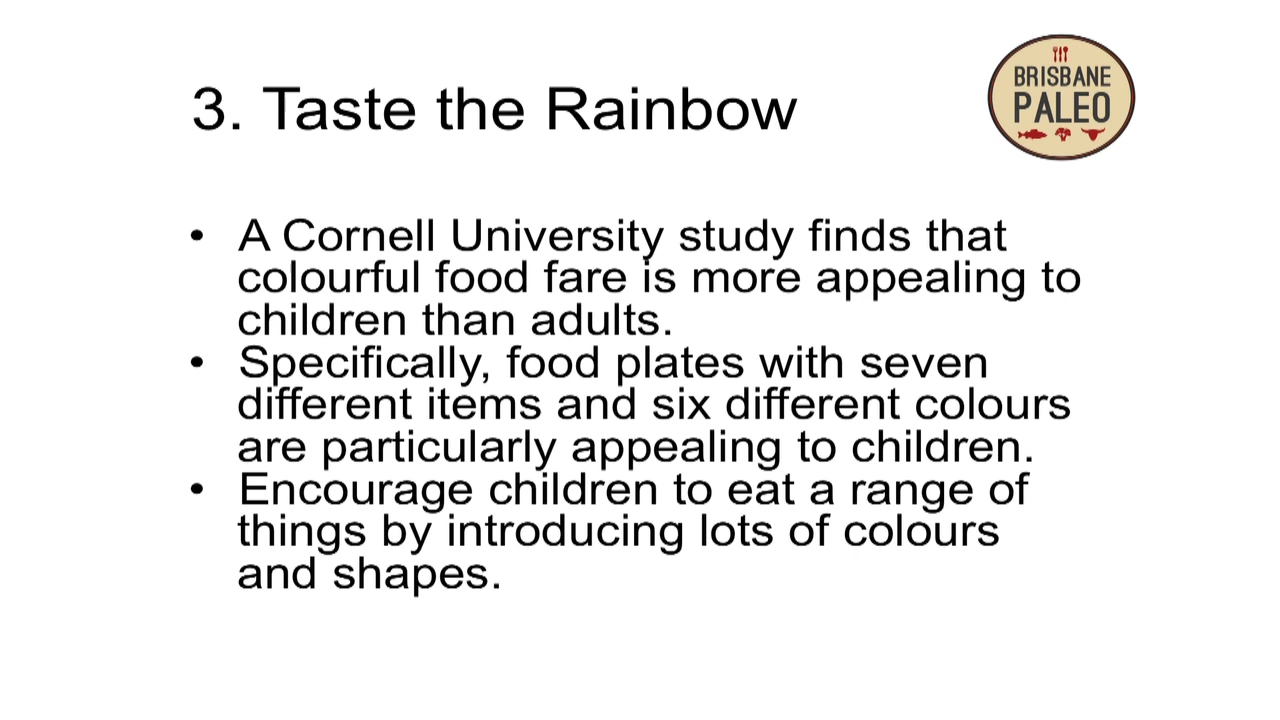 3. Taste the Rainbow
BRISBANE
PALEO
• A Cornell University study finds that
colourful food fare is more appealing to
children than adults.
• Specifically, food plates with seven
different items and six different colours
are particularly appealing to children.
• Encourage children to eat a range of
things by introducing lots of colours
and shapes.